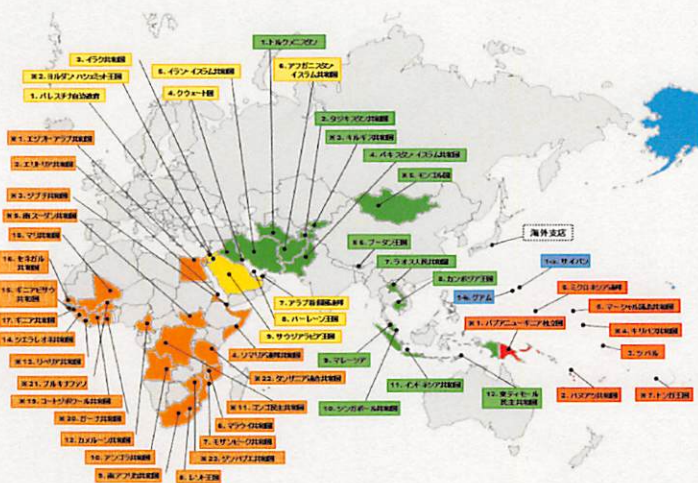 3. イラク共和国
※2. ヨルダン・ハシュミット王国
1. パレスチナ自治政府
5. イラン・イスラム共和国
4. クウェート国
1. トルクメニスタン
6. アフガニスタン・
イスラム共和国
2. タジキスタン共和国
※3. キルギス共和国
4. パキスタン・イスラム共和国
※5. モンゴル国
※1. エジプト・アラブ共和国
2. エリトリア共和国
※3. ジブチ共和国
※5. 南スーダン共和国
18. マリ共和国
16. セネガル
共和国
15. ギニアビサウ
共和国
17. ギニア共和国
14. シエラレオネ共和国
※13. リベリア共和国
※21. ブルキナファソ
※19. コートジボワール共和国
※20. ガーナ共和国
12. カメルーン共和国
10. アンゴラ共和国
9. 南アフリカ共和国
8. レソト王国
※23. ジンバブエ共和国
7. モザンビーク共和国
6. マラウイ共和国
※11. コンゴ民主共和国
※22. タンザニア連合共和国
4. ソマリア連邦共和国
7. アラブ首長国連邦
8. バーレーン王国
9. サウジアラビア王国
※6. ブータン王国
7. ラオス人民共和国
8. カンボジア王国
9. マレーシア
10. シンガポール共和国
11. インドネシア共和国
12. 東ティモール
民主共和国
海外支店
1-a. サイパン
1-b. グアム
※1. パプアニューギニア独立国
5. ミクロネシア連邦
6. マーシャル諸島共和国
※4. キリバス共和国
3. ツバル
2. バヌアツ共和国
※7. トンガ王国